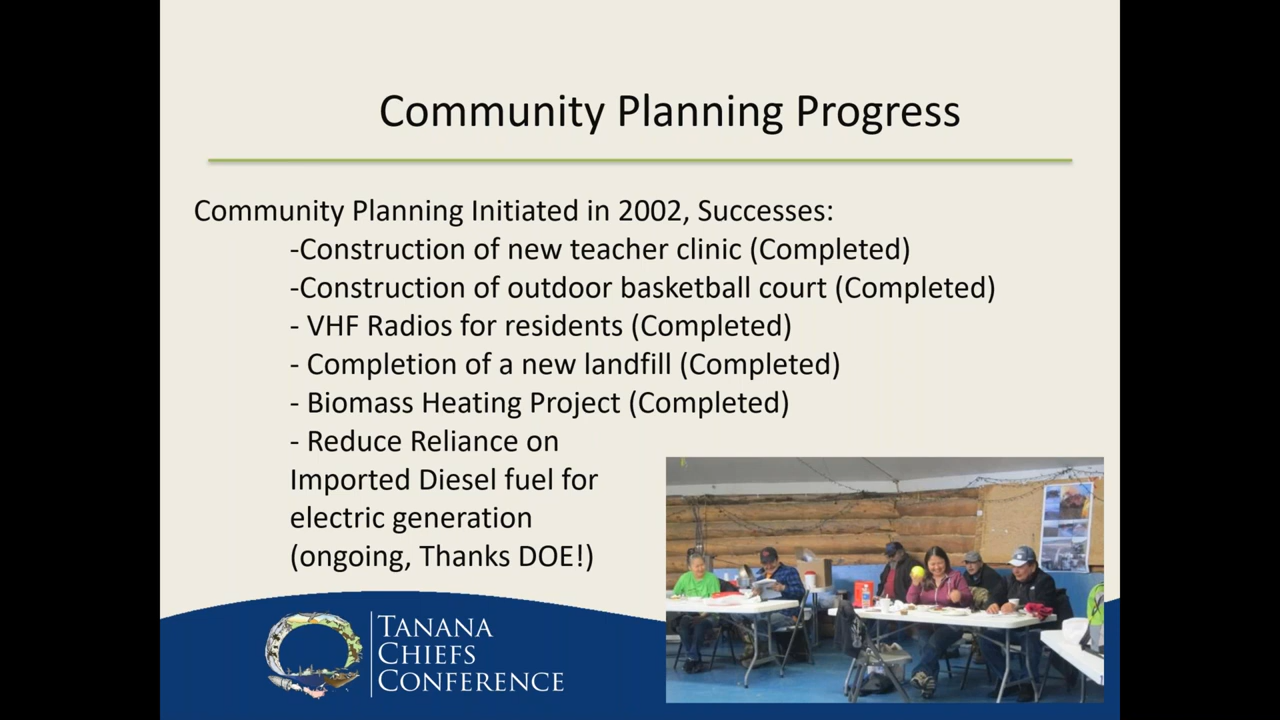 Community Planning Progress
Community Planning Initiated in 2002, Successes:
-Construction of new teacher clinic (Completed)
-Construction of outdoor basketball court (Completed)
- VHF Radios for residents (Completed)
- Completion of a new landfill (Completed)
- Biomass Heating Project (Completed)
- Reduce Reliance on
Imported Diesel fuel for
electric generation
(ongoing, Thanks DOE!)
TANANA
CHIEFS
CONFERENCE